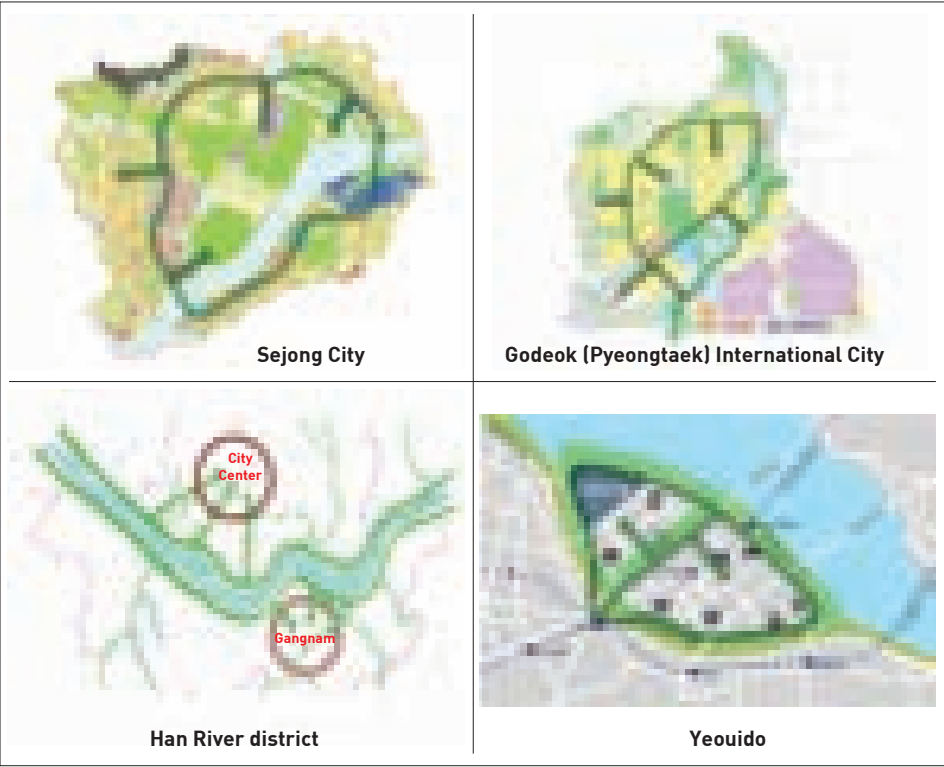 Sejong City
Godeok (Pyeongtaek) International City
City
Center
Gangnam
Han River district
Yeouido